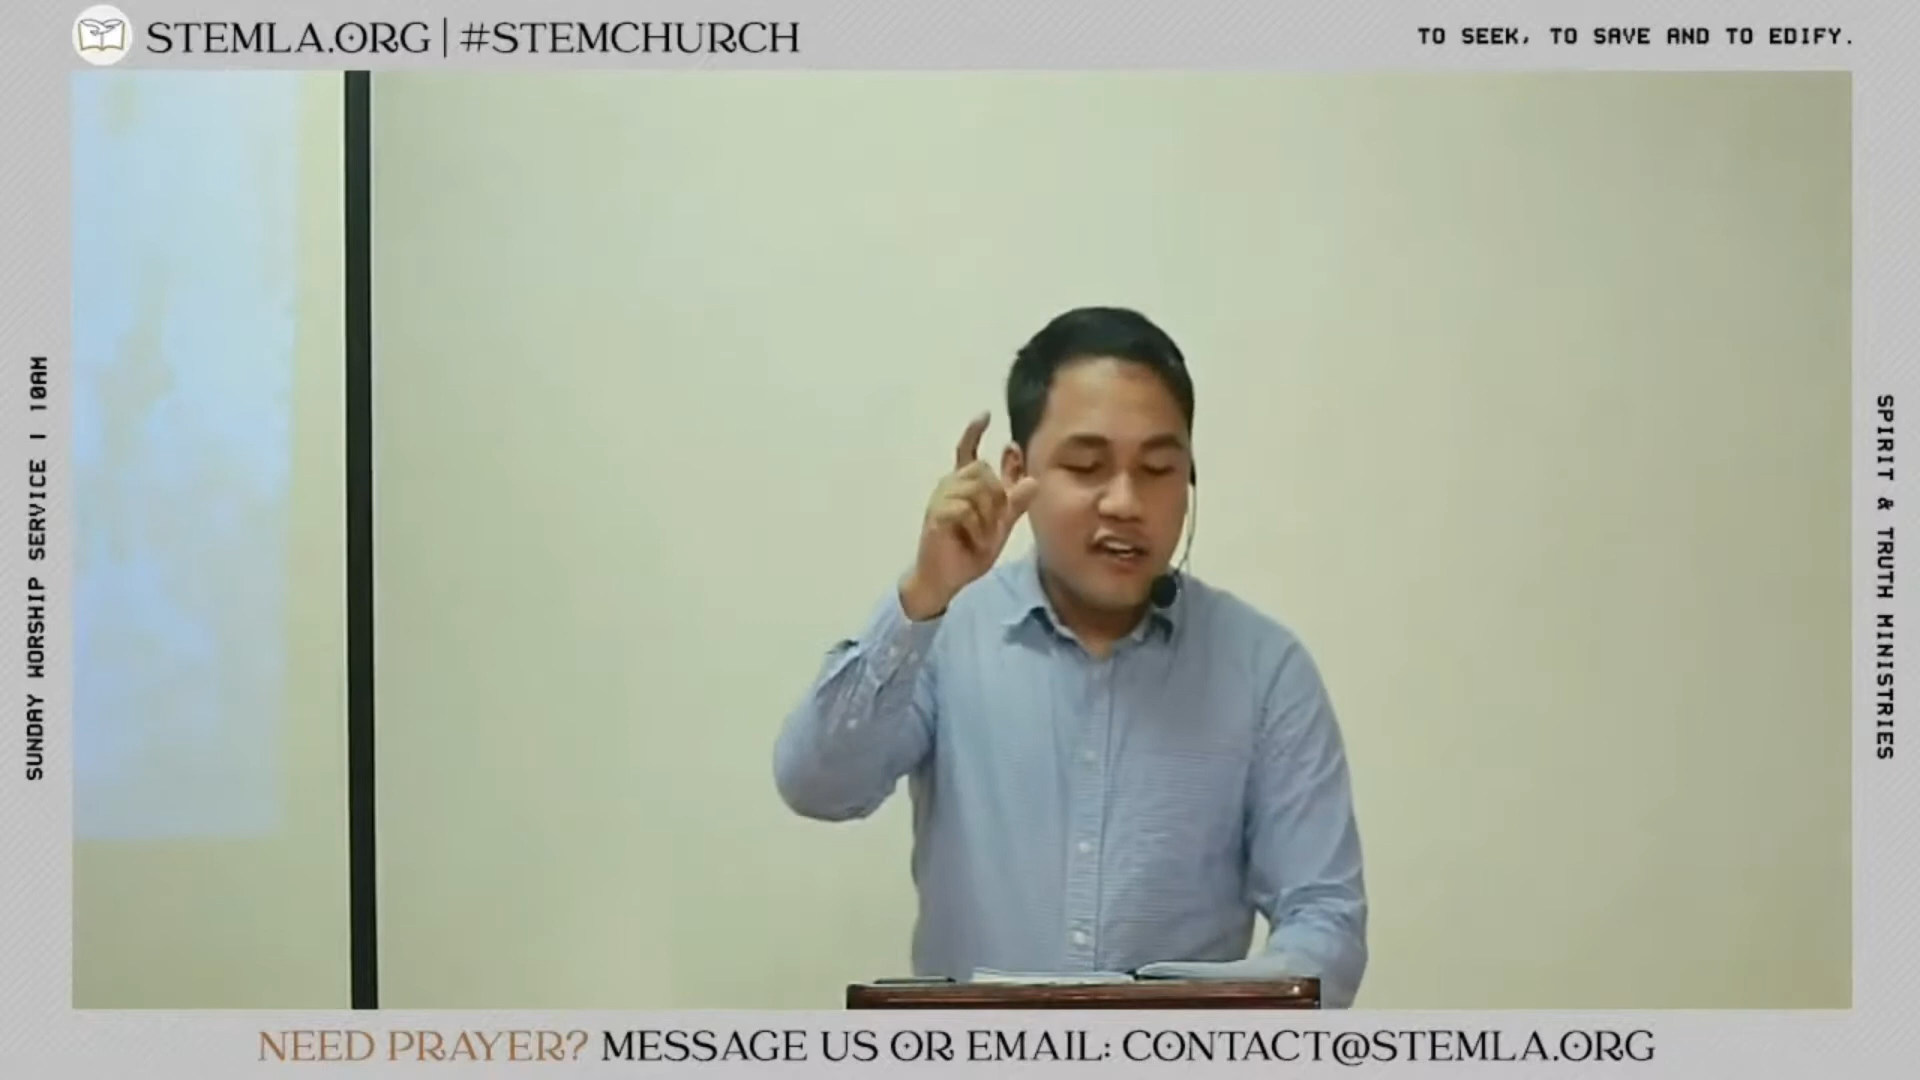 STEMLA.ORG | #STEMCHURCH
TO SEEK, TO SAVE AND TO EDIFY.
SUNDAY WORSHIP SERVICE | 10AM
SPIRIT & TRUTH MINISTRIES
NEED PRAYER? MESSAGE US OR EMAIL: CONTACT@STEMLA.ORG